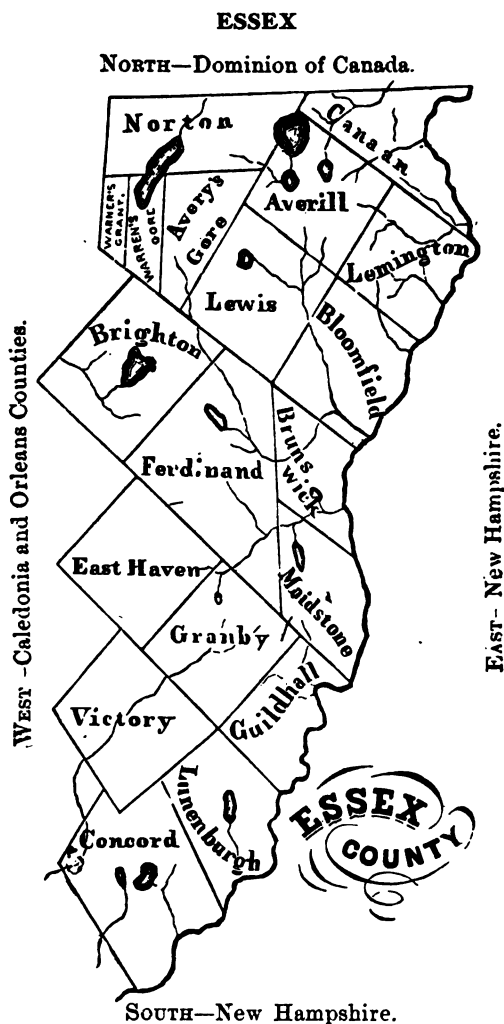 ESSEX
NORTH—Dominion of Canada.
Canaan
Norton
WARNER'S
GRANT.
WARREN'S
GORE
Avery's
Gore
Averill
Lemington
Lewis
Bloomfield
Brighton
Brunswick
Ferdinand
East Haven
Maidstone
Granby
Guildhall
Victory
Lunenburgh
Concord
WEST -Caledonia and Orleans Counties.
EAST- New Hampshire.
ESSEX
COUNTY
SOUTH—New Hampshire.